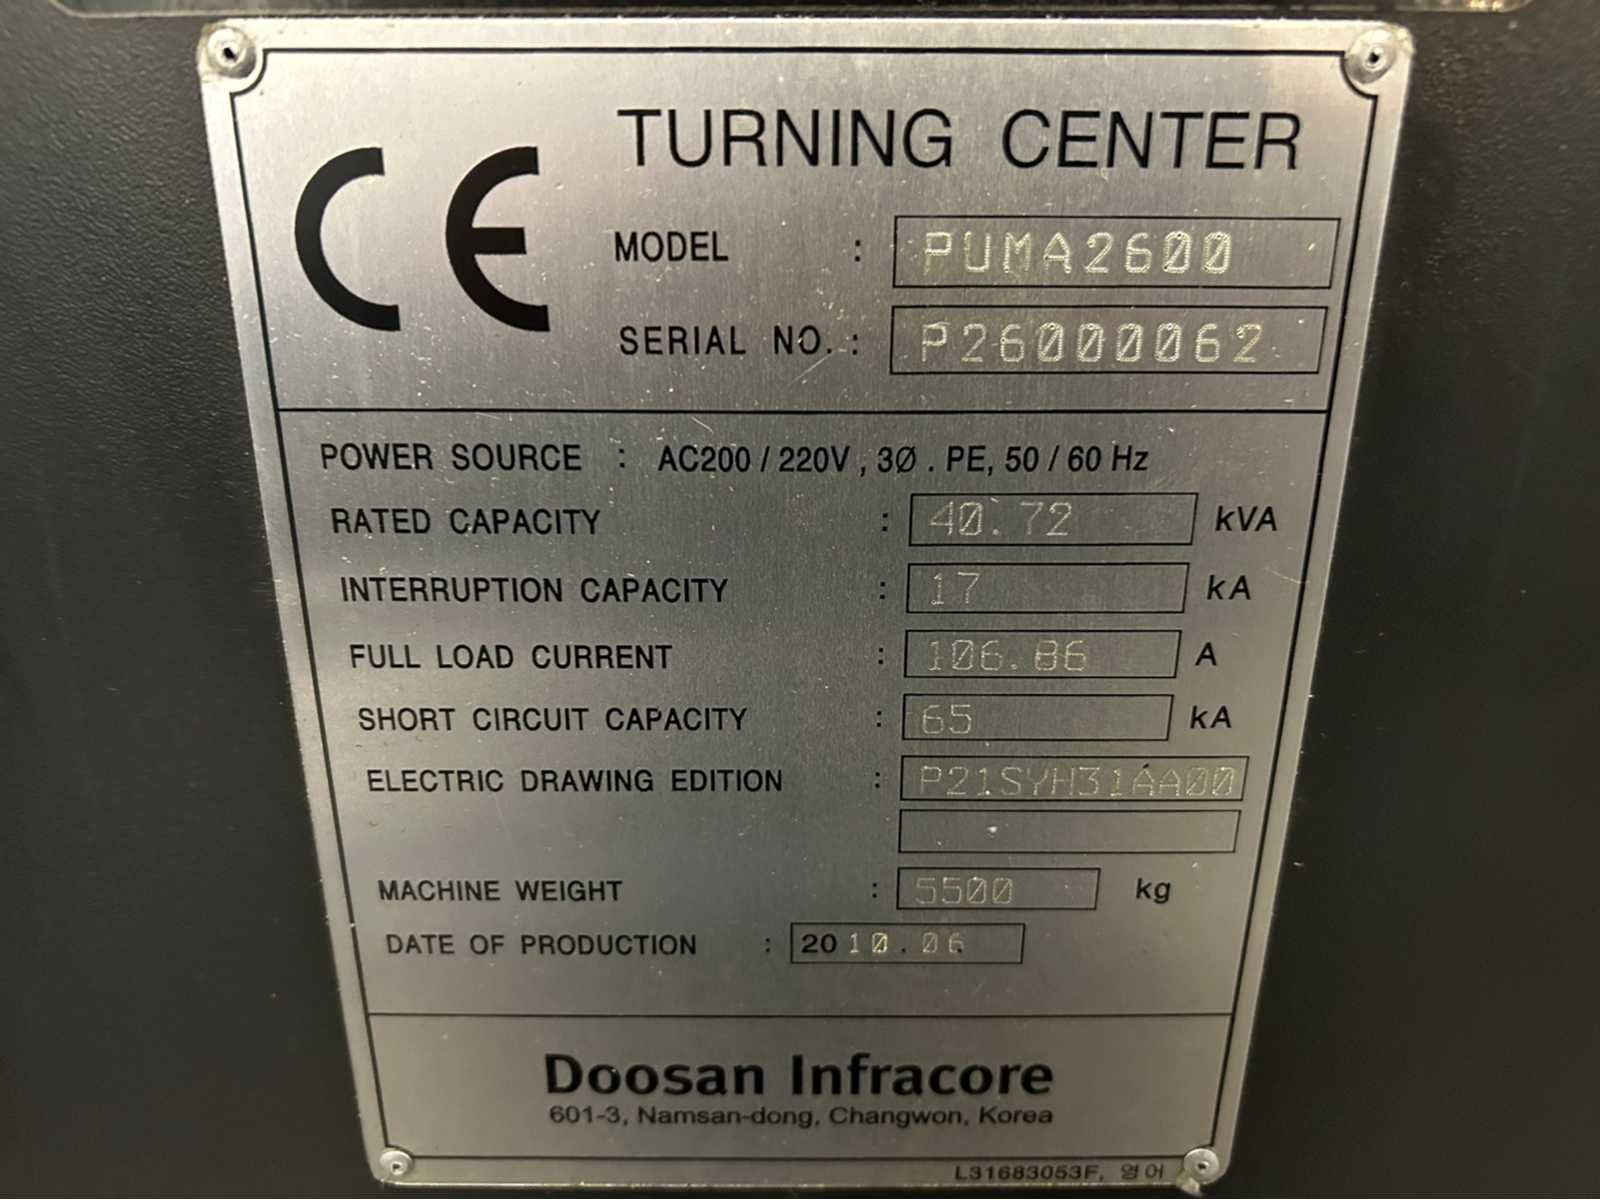 CE TURNING CENTER
MODEL : PUMA2600
SERIAL NO. : P26000062
POWER SOURCE : AC200 / 220V , 3Ø . PE, 50 / 60 Hz
RATED CAPACITY : 40.72 kVA
INTERRUPTION CAPACITY : 17 kA
FULL LOAD CURRENT : 106.86 A
SHORT CIRCUIT CAPACITY : 65 kA
ELECTRIC DRAWING EDITION : P21SYH31AA00
MACHINE WEIGHT : 5500 kg
DATE OF PRODUCTION : 2010.06
Doosan Infracore
601-3, Namsan-dong, Changwon, Korea
L31683053F, 영어